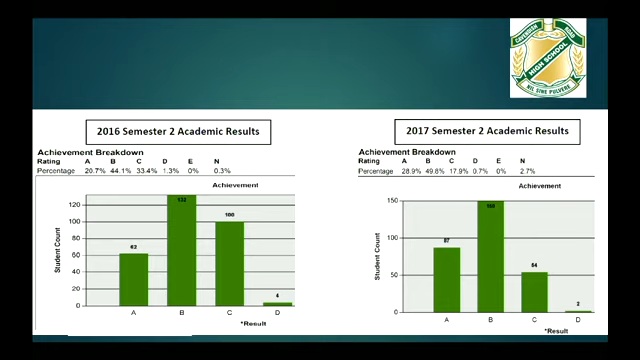 CAVENDISH ROAD
HIGH SCHOOL
NIL SINE PULVERE
2016 Semester 2 Academic Results
Achievement Breakdown
Rating A B C D E N
Percentage 20.7% 44.1% 33.4% 1.3% 0% 0.3%
Achievement
Student Count
120
100
80
60
40
20
0
62
132
100
4
A B C D
*Result
2017 Semester 2 Academic Results
Achievement Breakdown
Rating A B C D E N
Percentage 28.9% 49.8% 17.9% 0.7% 0% 2.7%
Achievement
Student Count
150
100
50
0
87
150
54
2
A B C D
*Result